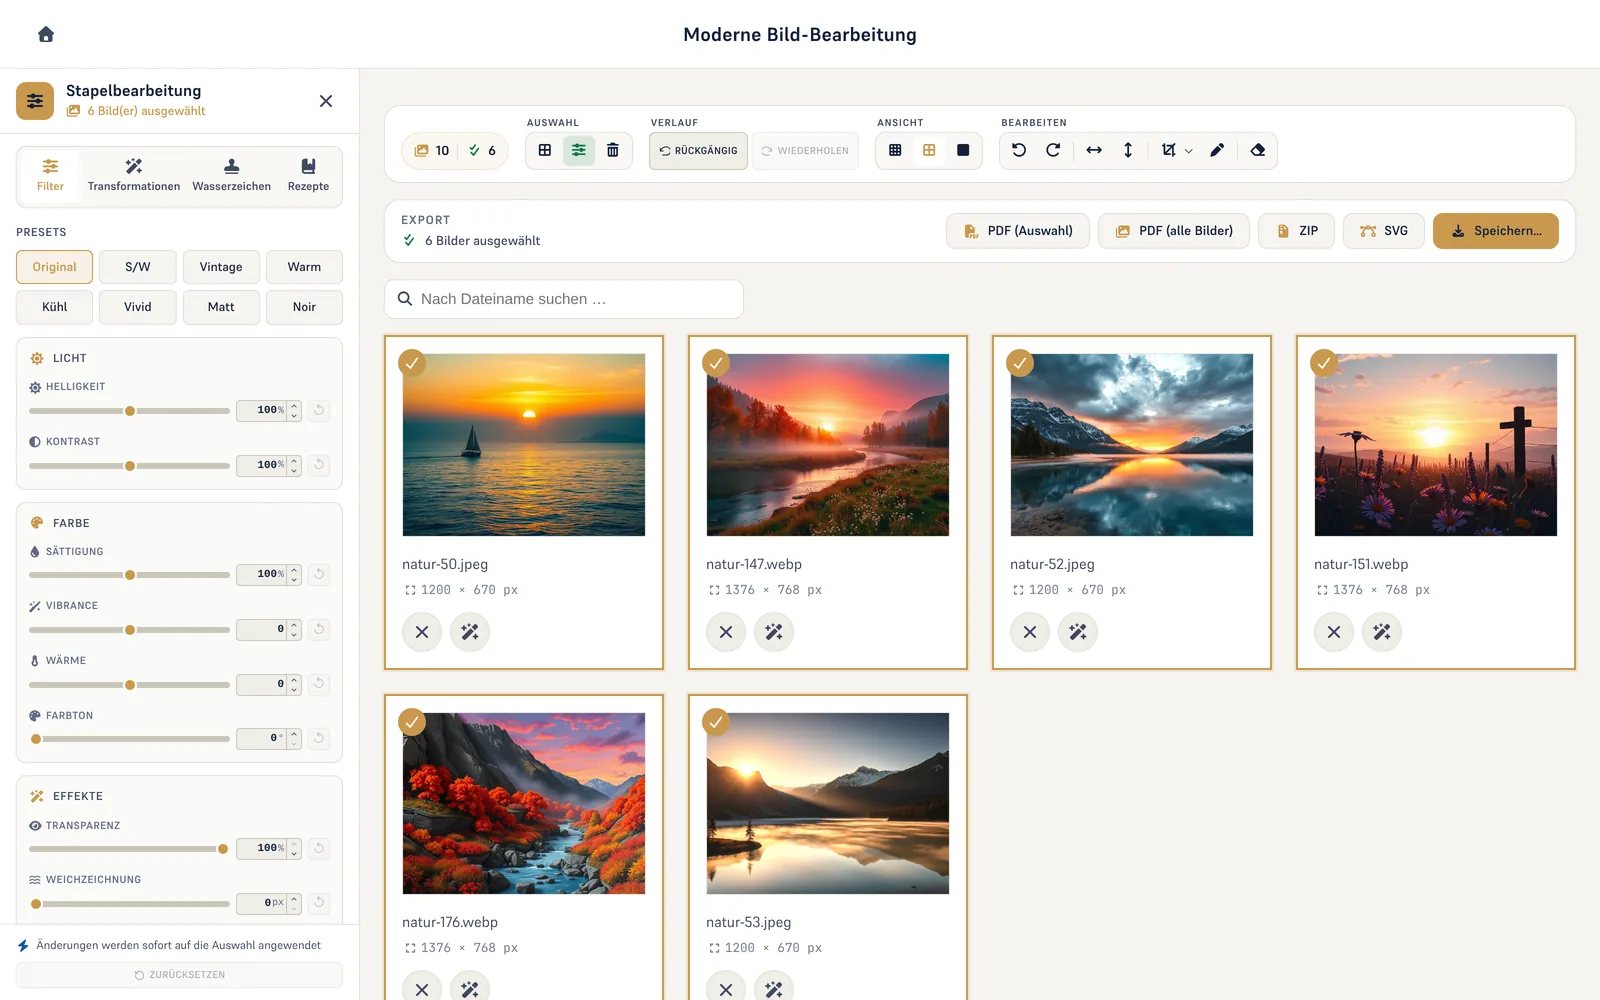 Moderne Bild-Bearbeitung
Stapelbearbeitung
6 Bild(er) ausgewählt
Filter
Transformationen
Wasserzeichen
Rezepte
PRESETS
Original
S/W
Vintage
Warm
Kühl
Vivid
Matt
Noir
LICHT
HELLIGKEIT
100%
KONTRAST
100%
FARBE
SÄTTIGUNG
100%
VIBRANCE
0
WÄRME
0
FARBTON
0°
EFFEKTE
TRANSPARENZ
100%
WEICHZEICHNUNG
0px
Änderungen werden sofort auf die Auswahl angewendet
ZURÜCKSETZEN
10
6
AUSWAHL
VERLAUF
RÜCKGÄNGIG
WIEDERHOLEN
ANSICHT
BEARBEITEN
EXPORT
6 Bilder ausgewählt
PDF (Auswahl)
PDF (alle Bilder)
ZIP
SVG
Speichern...
Nach Dateiname suchen …
natur-50.jpeg
1200 × 670 px
natur-147.webp
1376 × 768 px
natur-52.jpeg
1200 × 670 px
natur-151.webp
1376 × 768 px
natur-176.webp
1376 × 768 px
natur-53.jpeg
1200 × 670 px